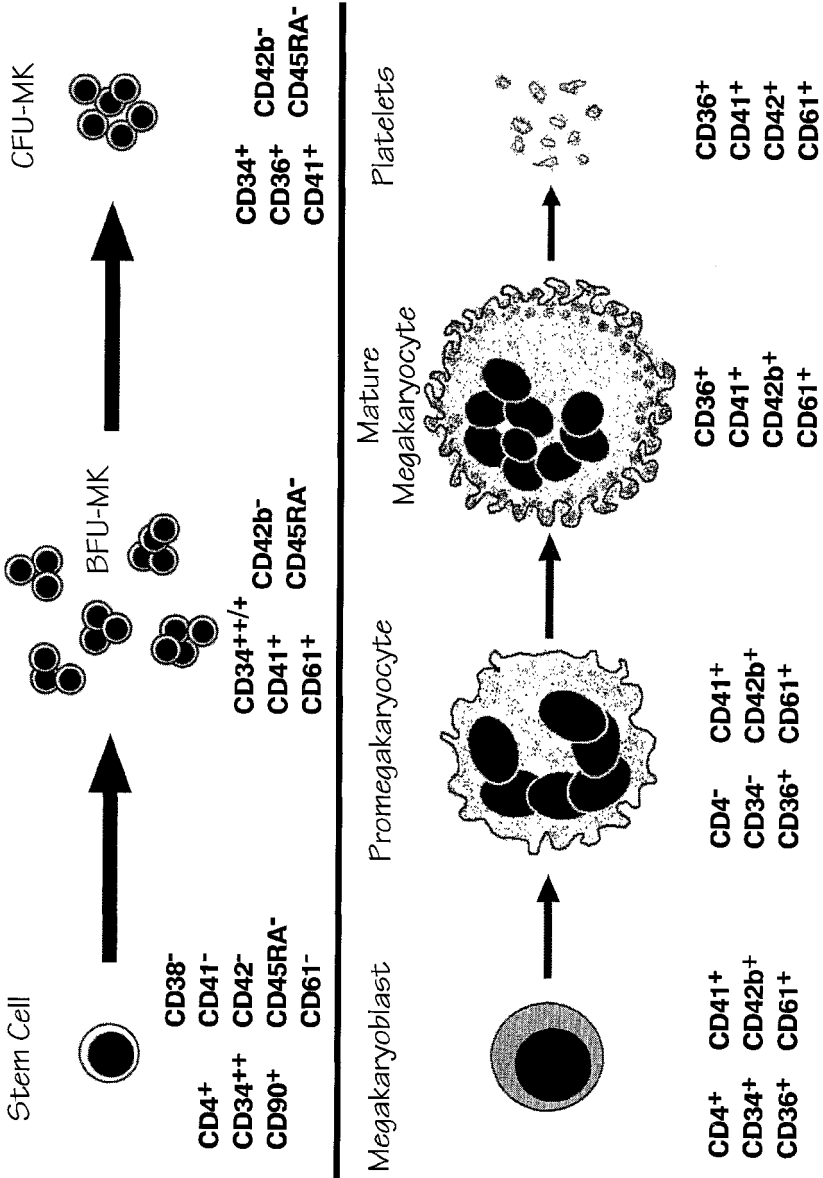 Stem Cell
CD4+
CD34++
CD90+
CD38-
CD41-
CD42-
CD45RA-
CD61-
BFU-MK
CD34++/+
CD41+
CD61+
CD42b-
CD45RA-
CFU-MK
CD34+
CD36+
CD41+
CD42b-
CD45RA-
Megakaryoblast
CD4+
CD34+
CD36+
CD41+
CD42b+
CD61+
Promegakaryocyte
CD4-
CD34-
CD36+
CD41+
CD42b+
CD61+
Mature
Megakaryocyte
CD36+
CD41+
CD42b+
CD61+
Platelets
CD36+
CD41+
CD42+
CD61+